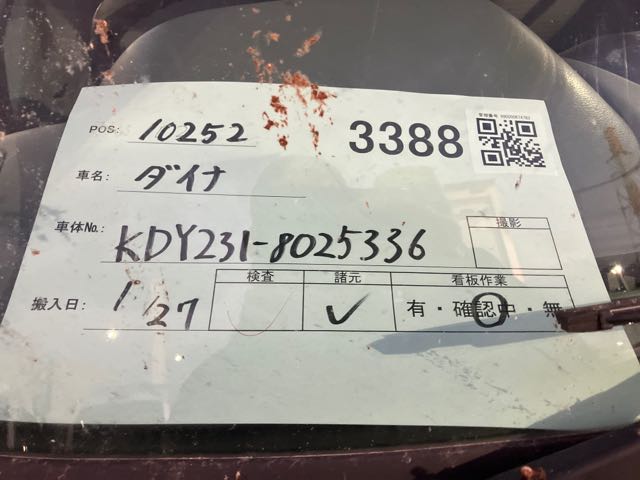 POS: 10252
3388
車名: ダイナ
車体No.: KDY231-8025336
撮影
検査 諸元 看板作業
搬入日: 1/27 ✓ 有・確認中・無